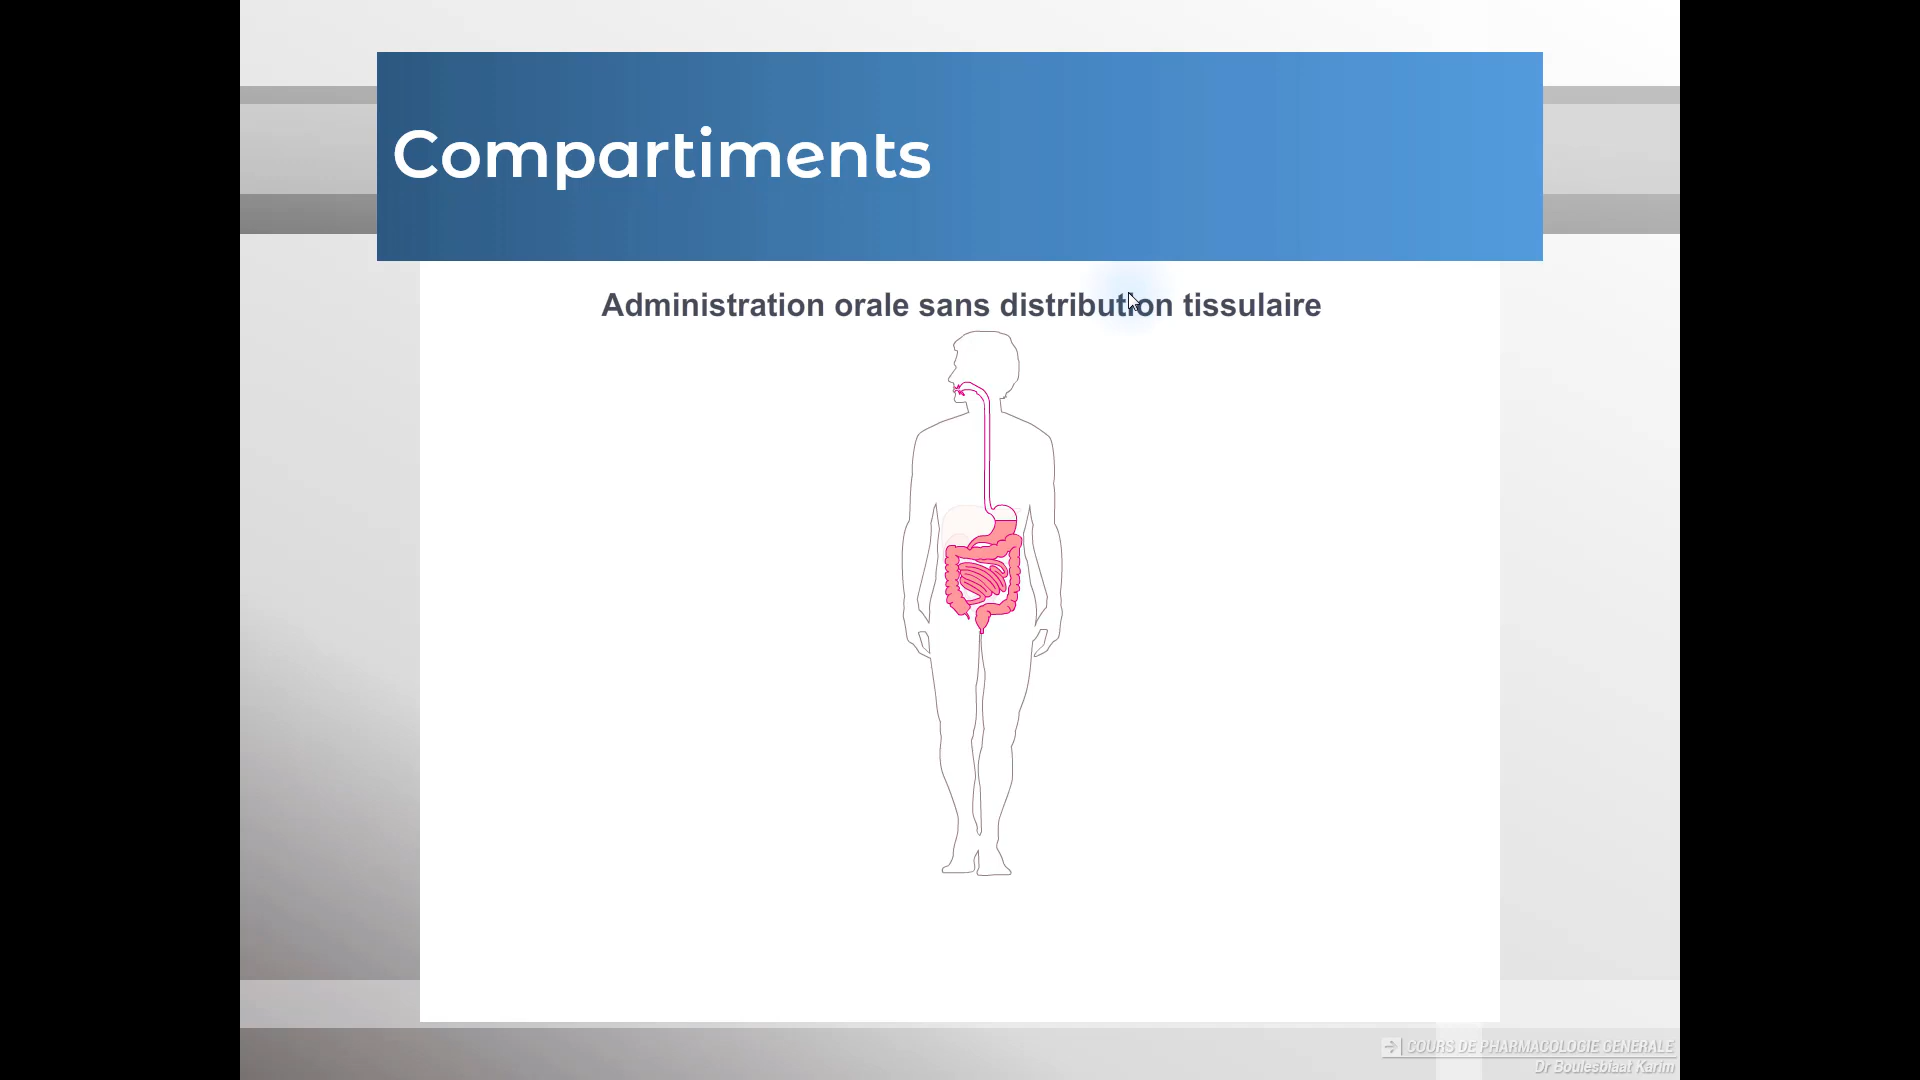 Compartiments
Administration orale sans distribution tissulaire
COURS DE PHARMACOLOGIE GENERALE
Dr Boulesbiaat Karim